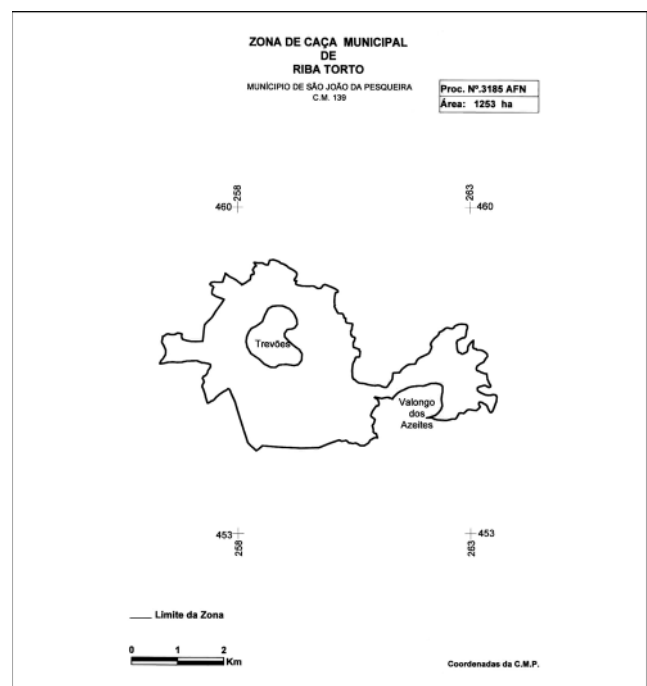 ZONA DE CAÇA MUNICIPAL
DE
RIBA TORTO
MUNÍCIPIO DE SÃO JOÃO DA PESQUEIRA
C.M. 139
Proc. Nº.3185 AFN
Área: 1253 ha
258
460
263
460
Trevões
Valongo
dos
Azeites
453
258
453
263
Limite da Zona
0 1 2
Km
Coordenadas da C.M.P.